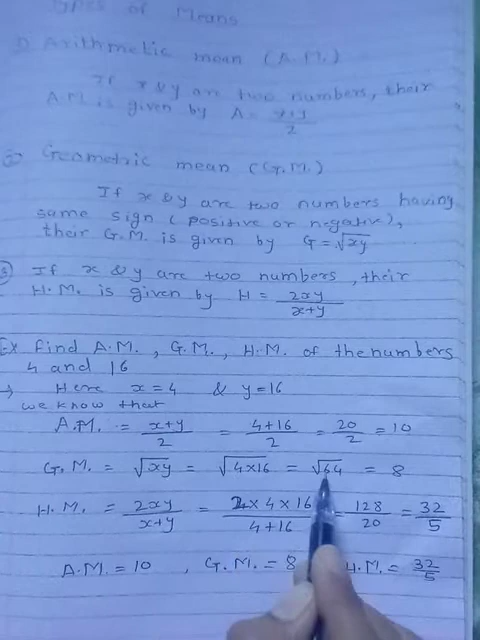 Types of Means
1) Arithmetic mean (A.M.)
If x & y are two numbers, their
A.M. is given by A = x+y/2
2) Geometric mean (G.M.)
If x & y are two numbers having
same sign (positive or negative),
their G.M. is given by G = √xy
3) If x & y are two numbers, their
H.M. is given by H = 2xy/x+y
Ex Find A.M., G.M., H.M. of the numbers
4 and 16
→ Here x = 4 & y = 16
we know that
A.M. = x+y/2 = 4+16/2 = 20/2 = 10
G.M. = √xy = √4×16 = √64 = 8
H.M. = 2xy/x+y = 2×4×16/4+16 = 128/20 = 32/5
A.M. = 10, G.M. = 8 H.M. = 32/5